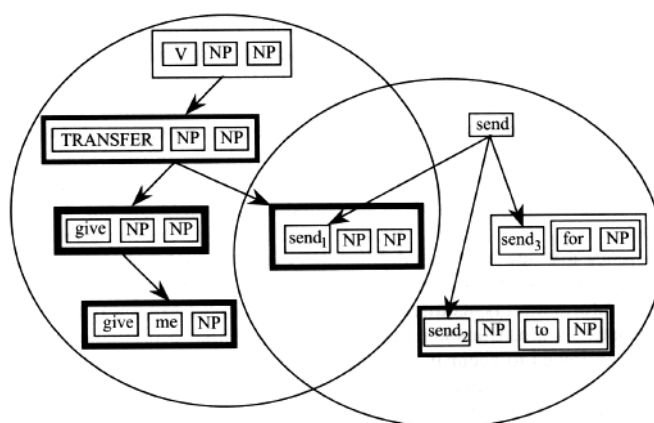 V NP NP
TRANSFER NP NP
send
give NP NP
send1 NP NP
send3 for NP
give me NP
send2 NP to NP